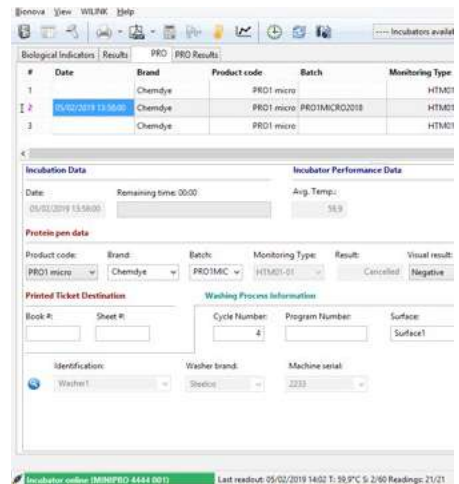 Bionova View WILINK Help
---- Incubators availab
Biological Indicators Results PRO PRO Results
# Date Brand Product code Batch Monitoring Type
1 Chemdye PRO1 micro HTM01
2 05/02/2019 13:58:00 Chemdye PRO1 micro PRO1MICRO2018 HTM01
3 Chemdye PRO1 micro HTM01
Incubation Data Incubator Performance Data
Date: Remaining time: 00:00 Avg. Temp.:
05/02/2019 13:58:00 59,9
Protein pen data
Product code: Brand: Batch: Monitoring Type: Result: Visual result:
PRO1 micro Chemdye PRO1MIC HTM01-01 Cancelled Negative
Printed Ticket Destination Washing Process Information
Book #: Sheet #: Cycle Number: Program Number: Surface:
4 Surface1
Identification: Washer brand: Machine serial:
Washer1 Steelco 2233
Incubator online (MINIPRO 4444 001) Last readout: 05/02/2019 14:02 T: 59,9°C S: 2/60 Readings: 21/21